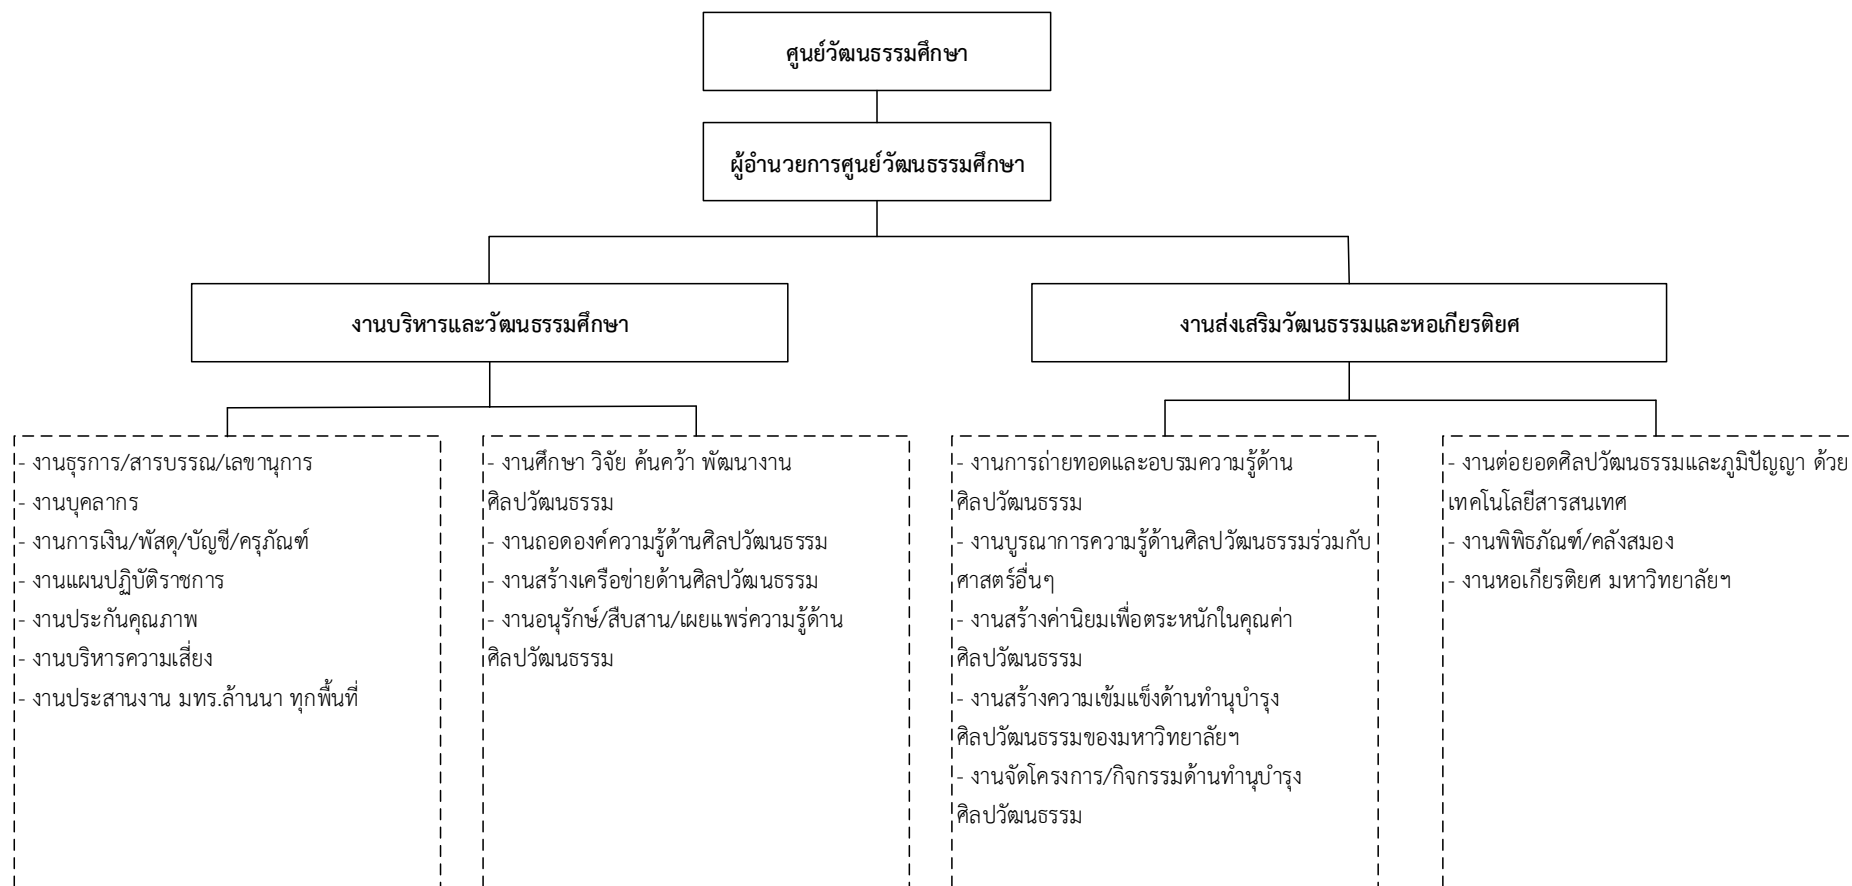 ศูนย์วัฒนธรรมศึกษา
ผู้อำนวยการศูนย์วัฒนธรรมศึกษา
งานบริหารและวัฒนธรรมศึกษา
งานส่งเสริมวัฒนธรรมและหอเกียรติยศ
- งานธุรการ/สารบรรณ/เลขานุการ
- งานบุคลากร
- งานการเงิน/พัสดุ/บัญชี/ครุภัณฑ์
- งานแผนปฏิบัติราชการ
- งานประกันคุณภาพ
- งานบริหารความเสี่ยง
- งานประสานงาน มทร.ล้านนา ทุกพื้นที่
- งานศึกษา วิจัย ค้นคว้า พัฒนางาน
ศิลปวัฒนธรรม
- งานถอดองค์ความรู้ด้านศิลปวัฒนธรรม
- งานสร้างเครือข่ายด้านศิลปวัฒนธรรม
- งานอนุรักษ์/สืบสาน/เผยแพร่ความรู้ด้าน
ศิลปวัฒนธรรม
- งานการถ่ายทอดและอบรมความรู้ด้าน
ศิลปวัฒนธรรม
- งานบูรณาการความรู้ด้านศิลปวัฒนธรรมร่วมกับ
ศาสตร์อื่นๆ
- งานสร้างค่านิยมเพื่อตระหนักในคุณค่า
ศิลปวัฒนธรรม
- งานสร้างความเข้มแข็งด้านทำนุบำรุง
ศิลปวัฒนธรรมของมหาวิทยาลัยฯ
- งานจัดโครงการ/กิจกรรมด้านทำนุบำรุง
ศิลปวัฒนธรรม
- งานต่อยอดศิลปวัฒนธรรมและภูมิปัญญา ด้วย
เทคโนโลยีสารสนเทศ
- งานพิพิธภัณฑ์/คลังสมอง
- งานหอเกียรติยศ มหาวิทยาลัยฯ